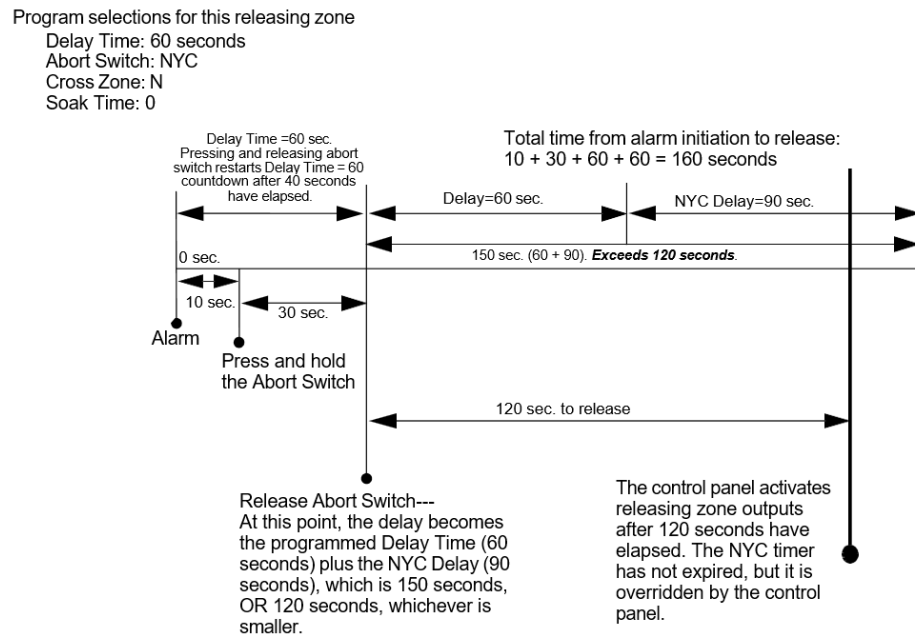 Program selections for this releasing zone
Delay Time: 60 seconds
Abort Switch: NYC
Cross Zone: N
Soak Time: 0
Delay Time =60 sec.
Pressing and releasing abort
switch restarts Delay Time = 60
countdown after 40 seconds
have elapsed.
Total time from alarm initiation to release:
10 + 30 + 60 + 60 = 160 seconds
Delay=60 sec.
NYC Delay=90 sec.
150 sec. (60 + 90). Exceeds 120 seconds.
0 sec.
10 sec.
30 sec.
Alarm
Press and hold
the Abort Switch
120 sec. to release
Release Abort Switch---
At this point, the delay becomes
the programmed Delay Time (60
seconds) plus the NYC Delay (90
seconds), which is 150 seconds,
OR 120 seconds, whichever is
smaller.
The control panel activates
releasing zone outputs
after 120 seconds have
elapsed. The NYC timer
has not expired, but it is
overridden by the control
panel.